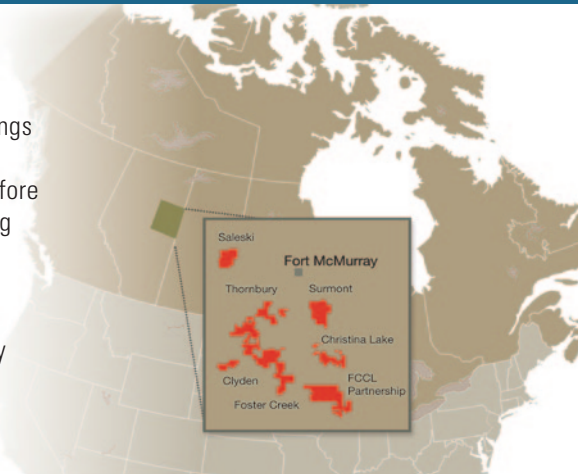 ngs
fore
g
y
Saleski
Fort McMurray
Thornbury
Surmont
Christina Lake
Clyden
FCCL
Partnership
Foster Creek